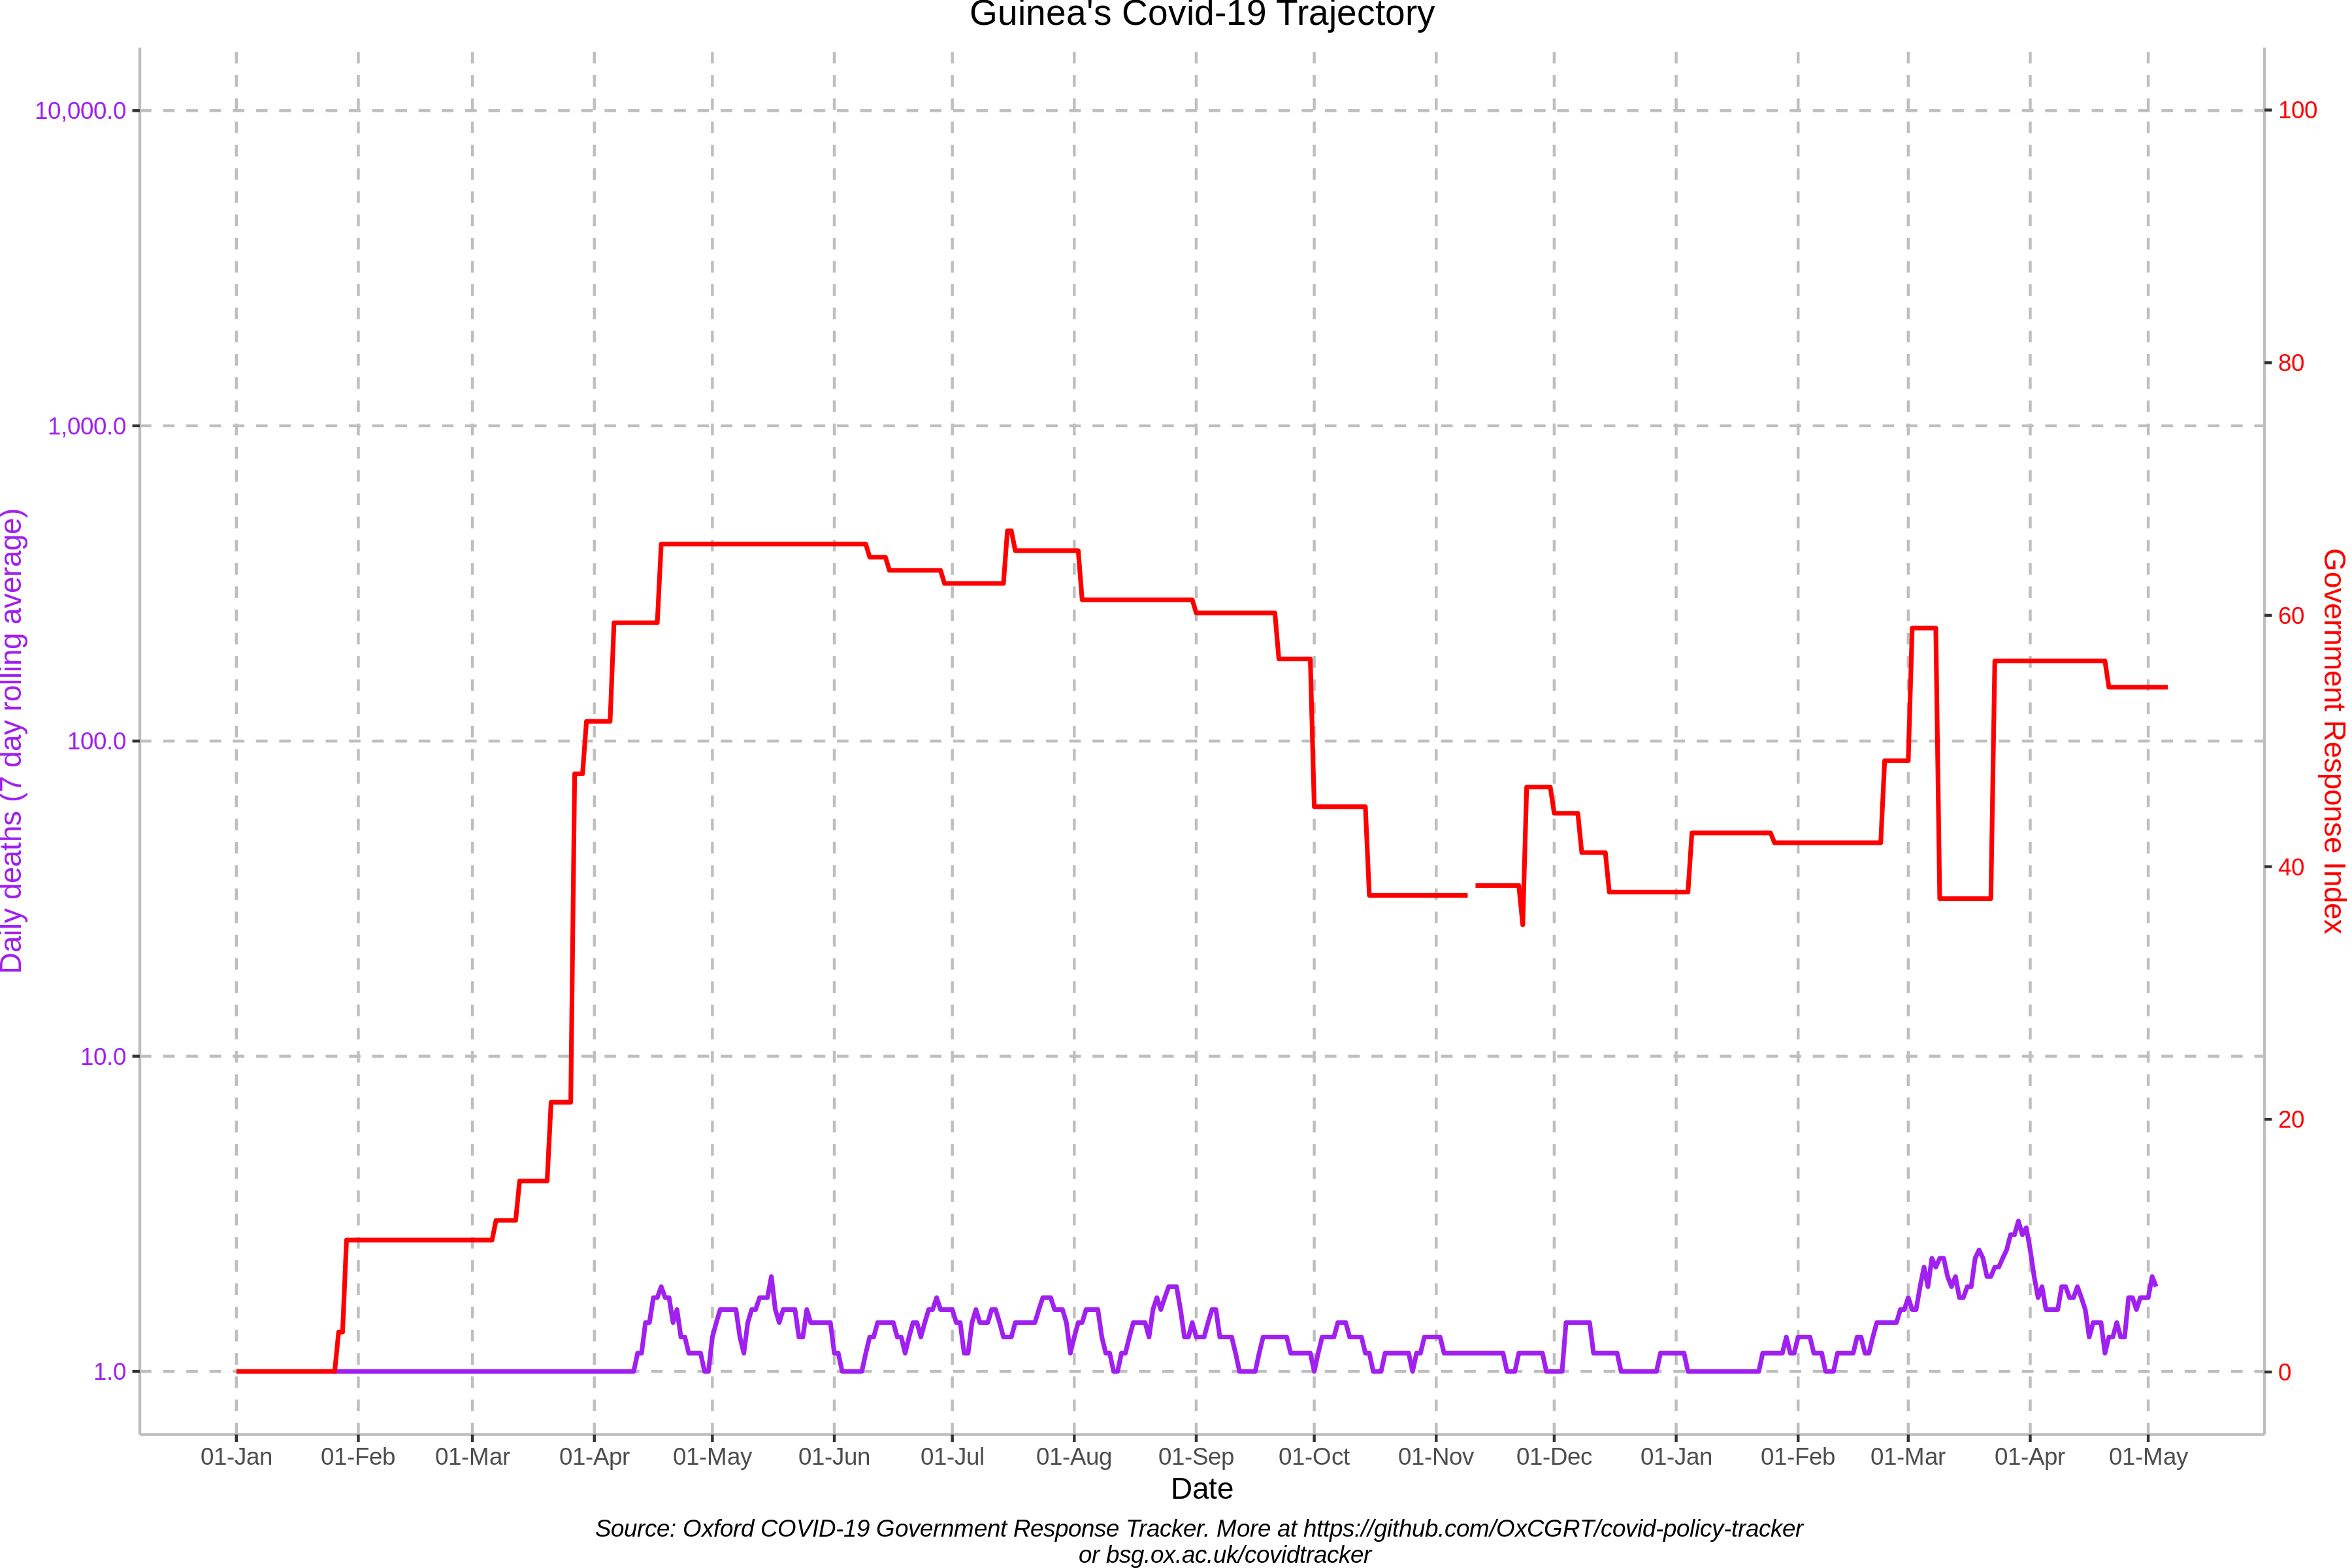 Guinea's Covid-19 Trajectory
10,000.0
1,000.0
100.0
10.0
1.0
Daily deaths (7 day rolling average)
100
80
60
40
20
0
Government Response Index
01-Jan 01-Feb 01-Mar 01-Apr 01-May 01-Jun 01-Jul 01-Aug 01-Sep 01-Oct 01-Nov 01-Dec 01-Jan 01-Feb 01-Mar 01-Apr 01-May
Date
Source: Oxford COVID-19 Government Response Tracker. More at https://github.com/OxCGRT/covid-policy-tracker
or bsg.ox.ac.uk/covidtracker